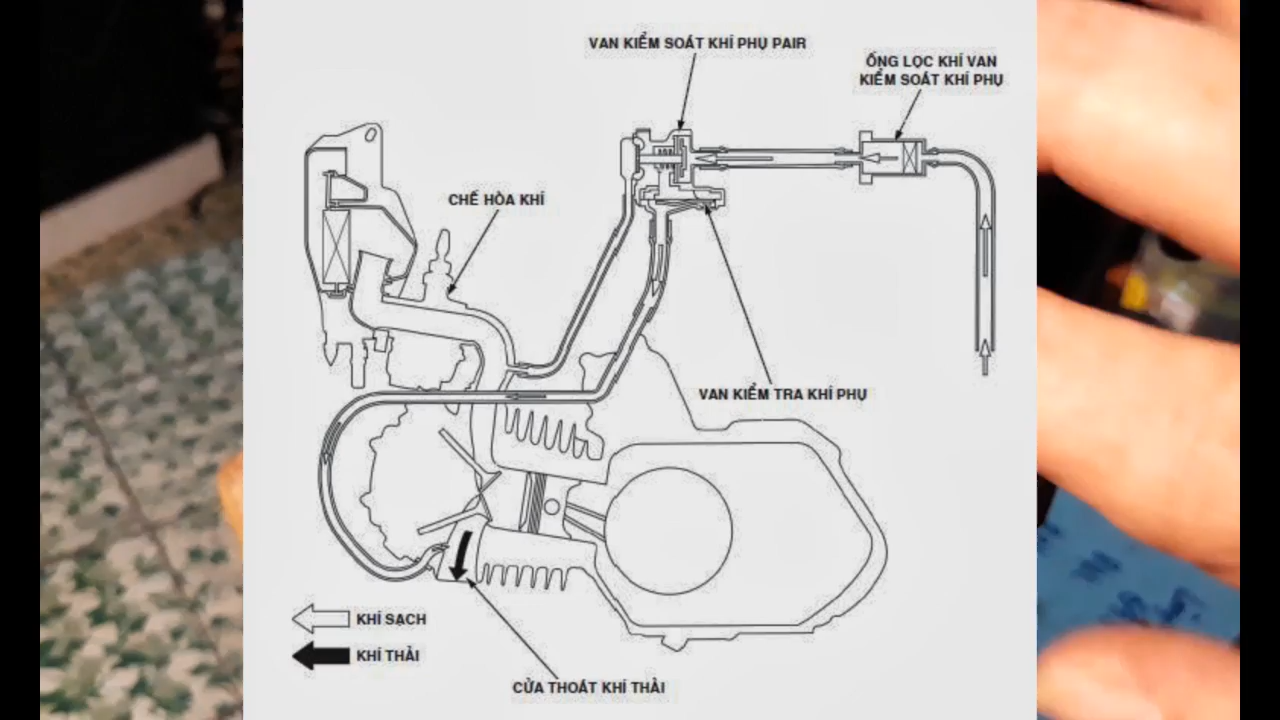 VAN KIỂM SOÁT KHÍ PHỤ PAIR
ỐNG LỌC KHÍ VAN
KIỂM SOÁT KHÍ PHỤ
CHẾ HÒA KHÍ
VAN KIỂM TRA KHÍ PHỤ
KHÍ SẠCH
KHÍ THẢI
CỬA THOÁT KHÍ THẢI